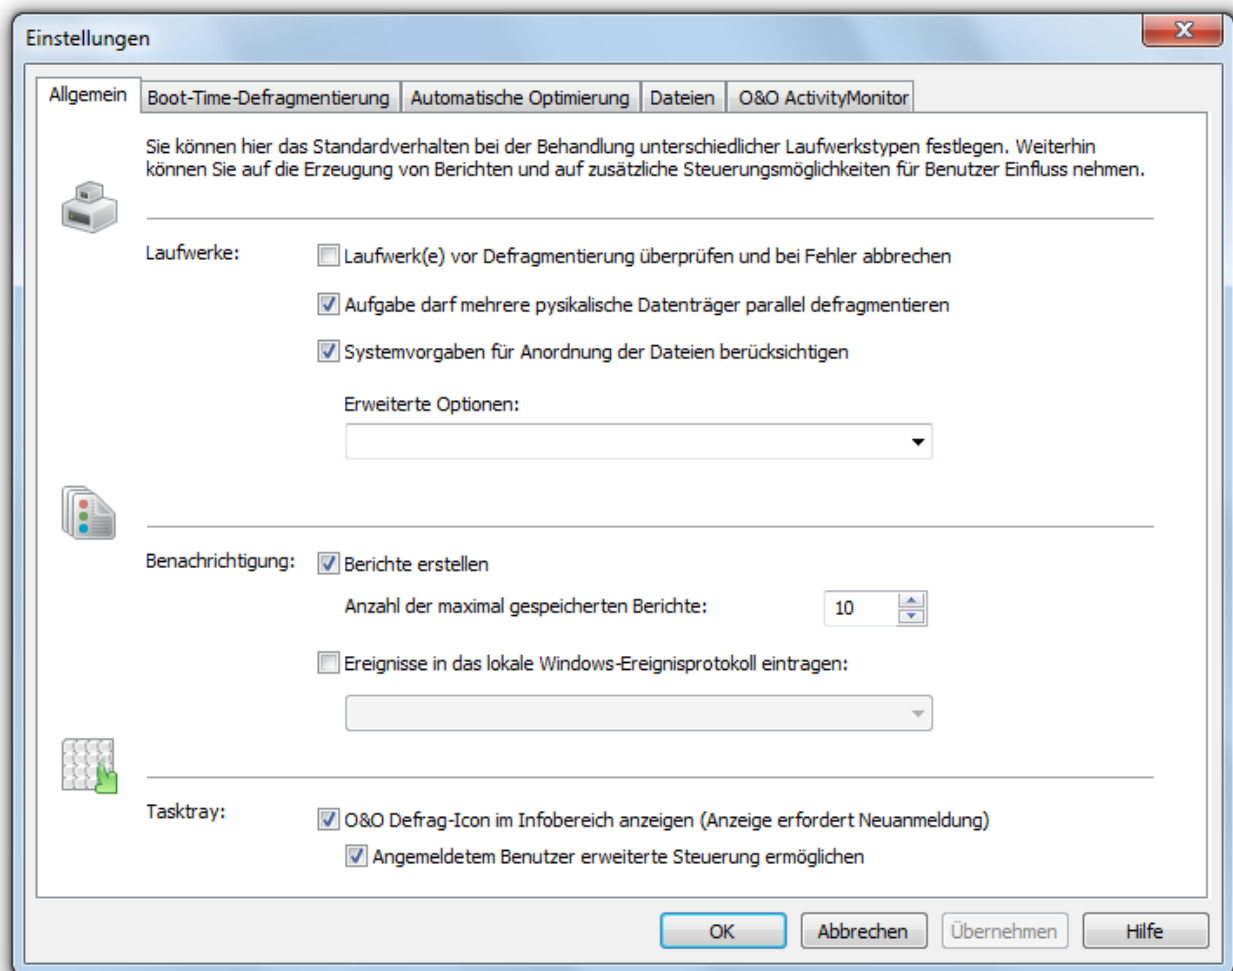 Einstellungen
Allgemein Boot-Time-Defragmentierung Automatische Optimierung Dateien O&O ActivityMonitor
Sie können hier das Standardverhalten bei der Behandlung unterschiedlicher Laufwerkstypen festlegen. Weiterhin
können Sie auf die Erzeugung von Berichten und auf zusätzliche Steuerungsmöglichkeiten für Benutzer Einfluss nehmen.
Laufwerke: Laufwerk(e) vor Defragmentierung überprüfen und bei Fehler abbrechen
Aufgabe darf mehrere pysikalische Datenträger parallel defragmentieren
Systemvorgaben für Anordnung der Dateien berücksichtigen
Erweiterte Optionen:
Benachrichtigung: Berichte erstellen
Anzahl der maximal gespeicherten Berichte: 10
Ereignisse in das lokale Windows-Ereignisprotokoll eintragen:
Tasktray: O&O Defrag-Icon im Infobereich anzeigen (Anzeige erfordert Neuanmeldung)
Angemeldetem Benutzer erweiterte Steuerung ermöglichen
OK Abbrechen Übernehmen Hilfe